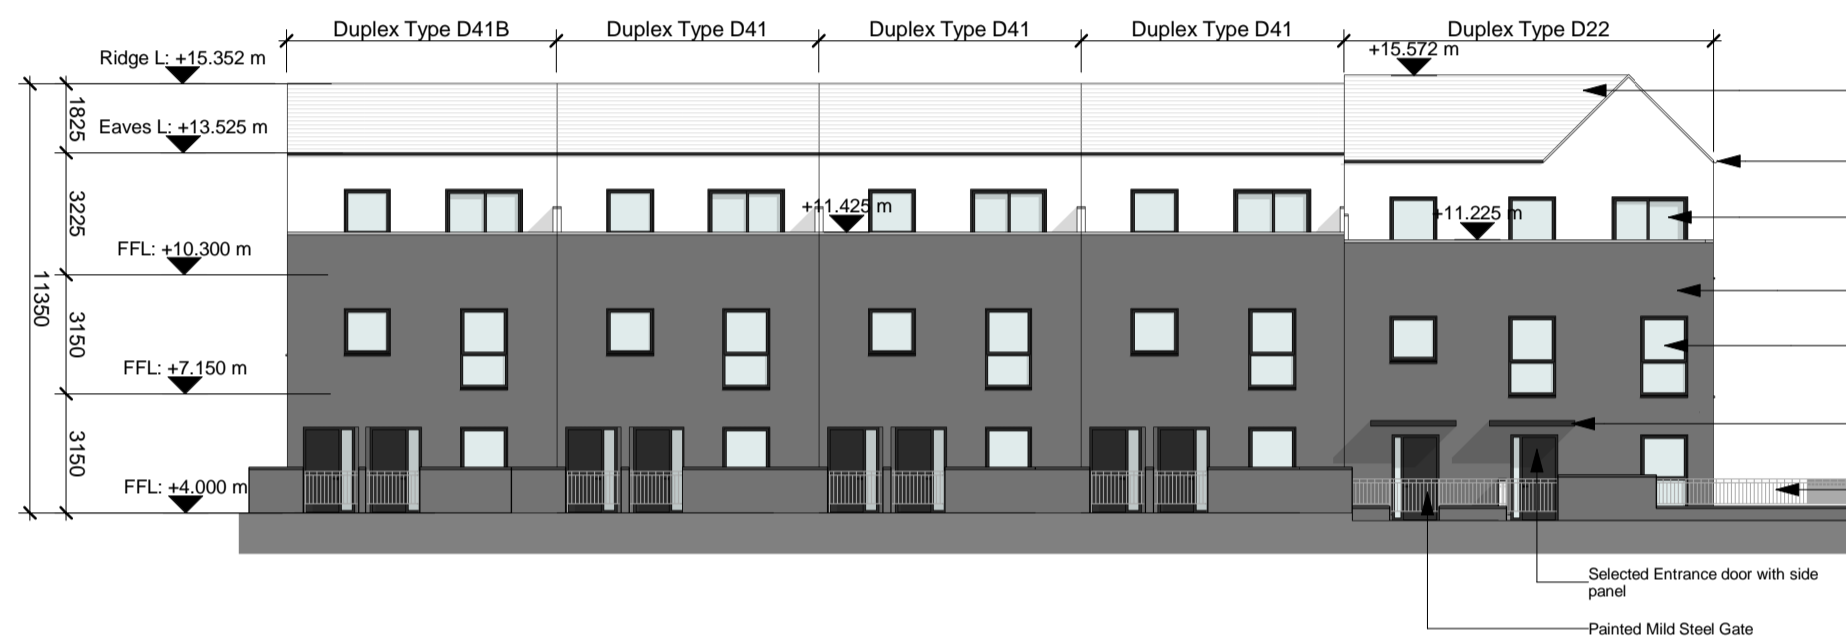 Duplex Type D41B
Duplex Type D41
Duplex Type D41
Duplex Type D41
Duplex Type D22
Ridge L: +15.352 m
+15.572 m
1825
Eaves L: +13.525 m
3225
+11.425 m
+11.225 m
FFL: +10.300 m
11350
3150
FFL: +7.150 m
3150
FFL: +4.000 m
Selected Entrance door with side
panel
Painted Mild Steel Gate